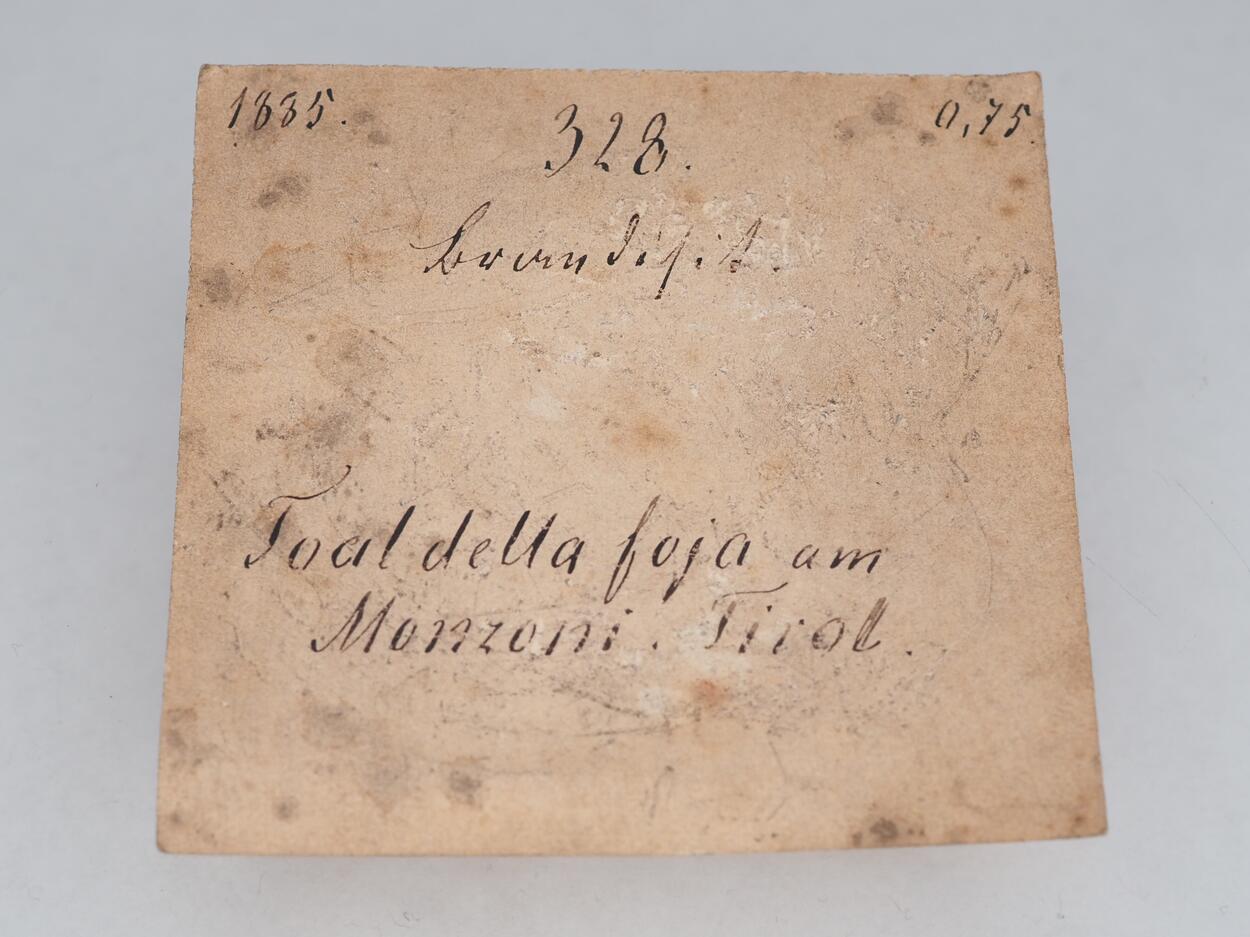 1885. 328. 0,75
Brandisit.
Toal della foja am
Monzoni. Tirol.